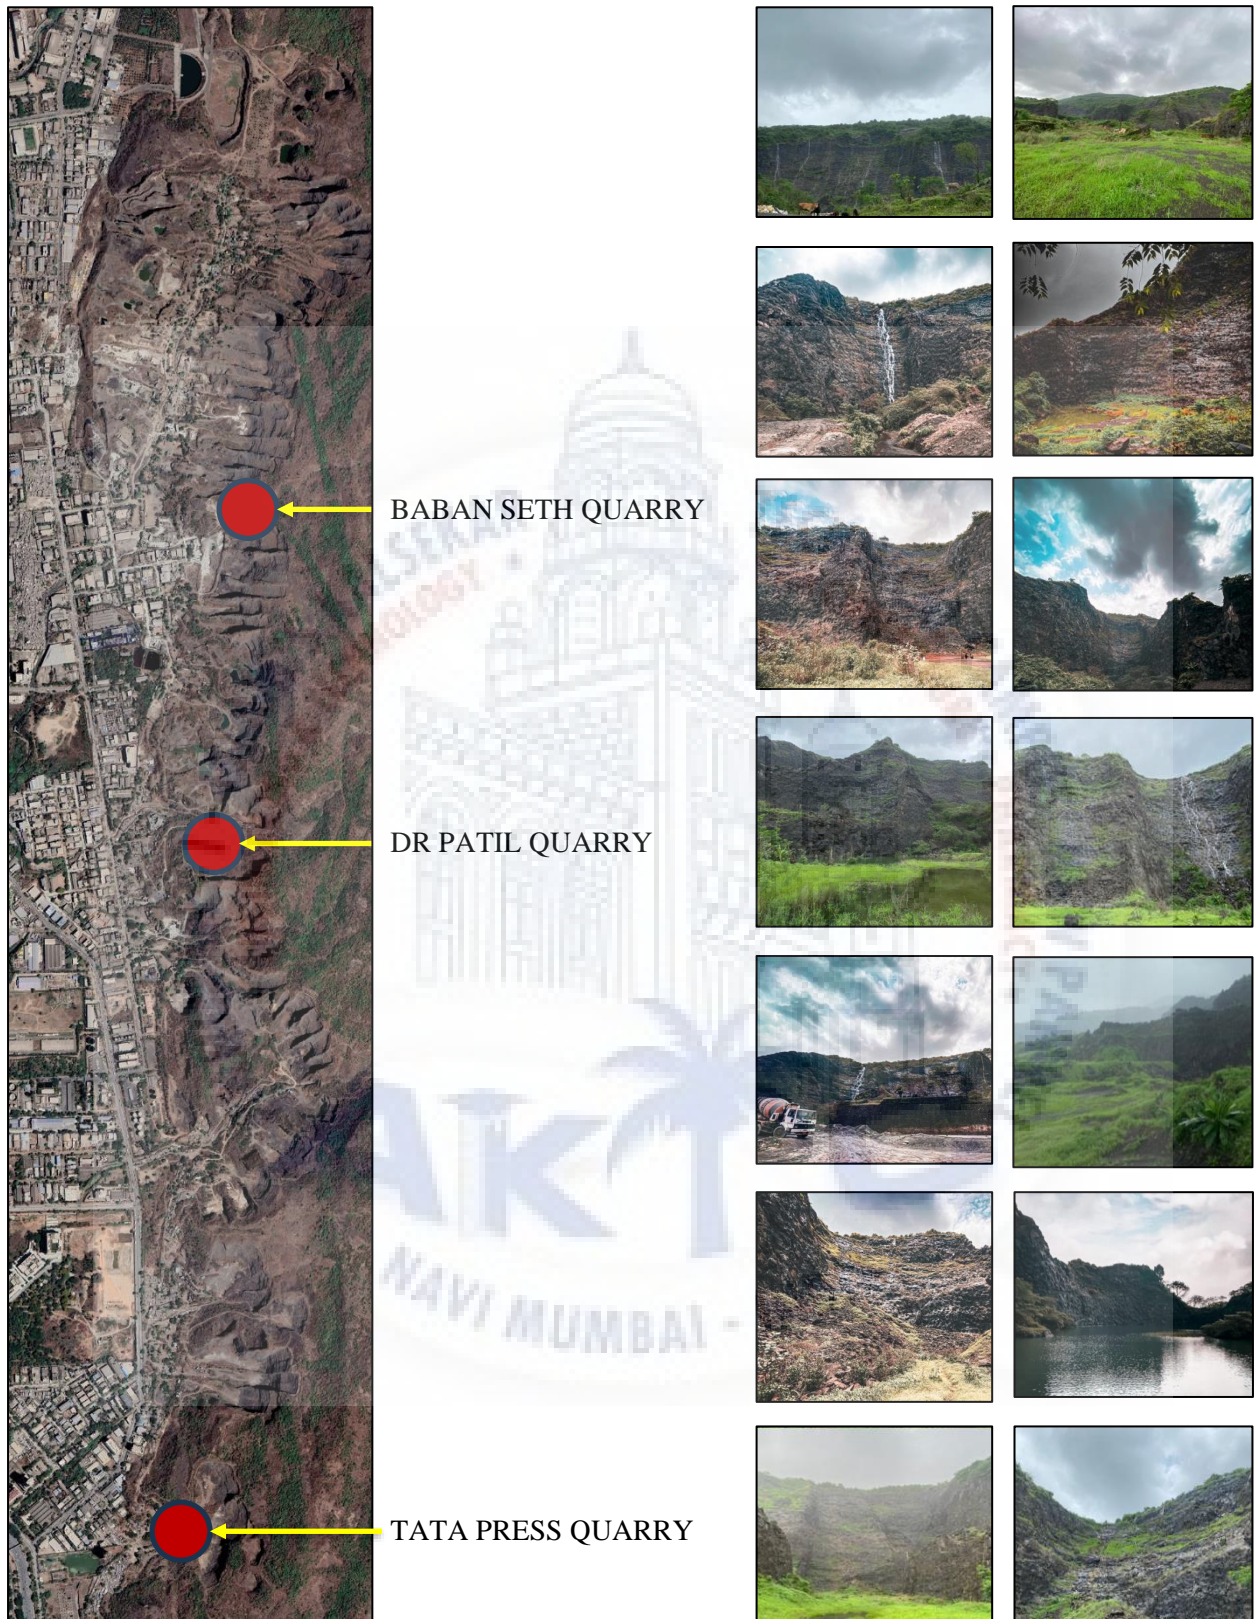 BABAN SETH QUARRY
DR PATIL QUARRY
TATA PRESS QUARRY
NAVI MUMBAI